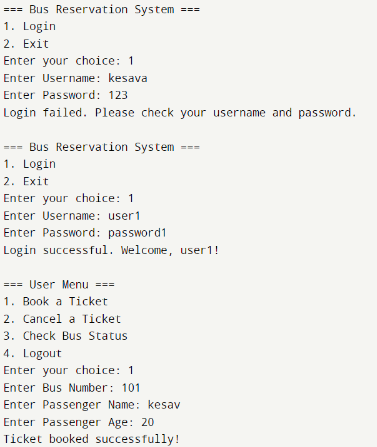 === Bus Reservation System ===
1. Login
2. Exit
Enter your choice: 1
Enter Username: kesava
Enter Password: 123
Login failed. Please check your username and password.

=== Bus Reservation System ===
1. Login
2. Exit
Enter your choice: 1
Enter Username: user1
Enter Password: password1
Login successful. Welcome, user1!

=== User Menu ===
1. Book a Ticket
2. Cancel a Ticket
3. Check Bus Status
4. Logout
Enter your choice: 1
Enter Bus Number: 101
Enter Passenger Name: kesav
Enter Passenger Age: 20
Ticket booked successfully!